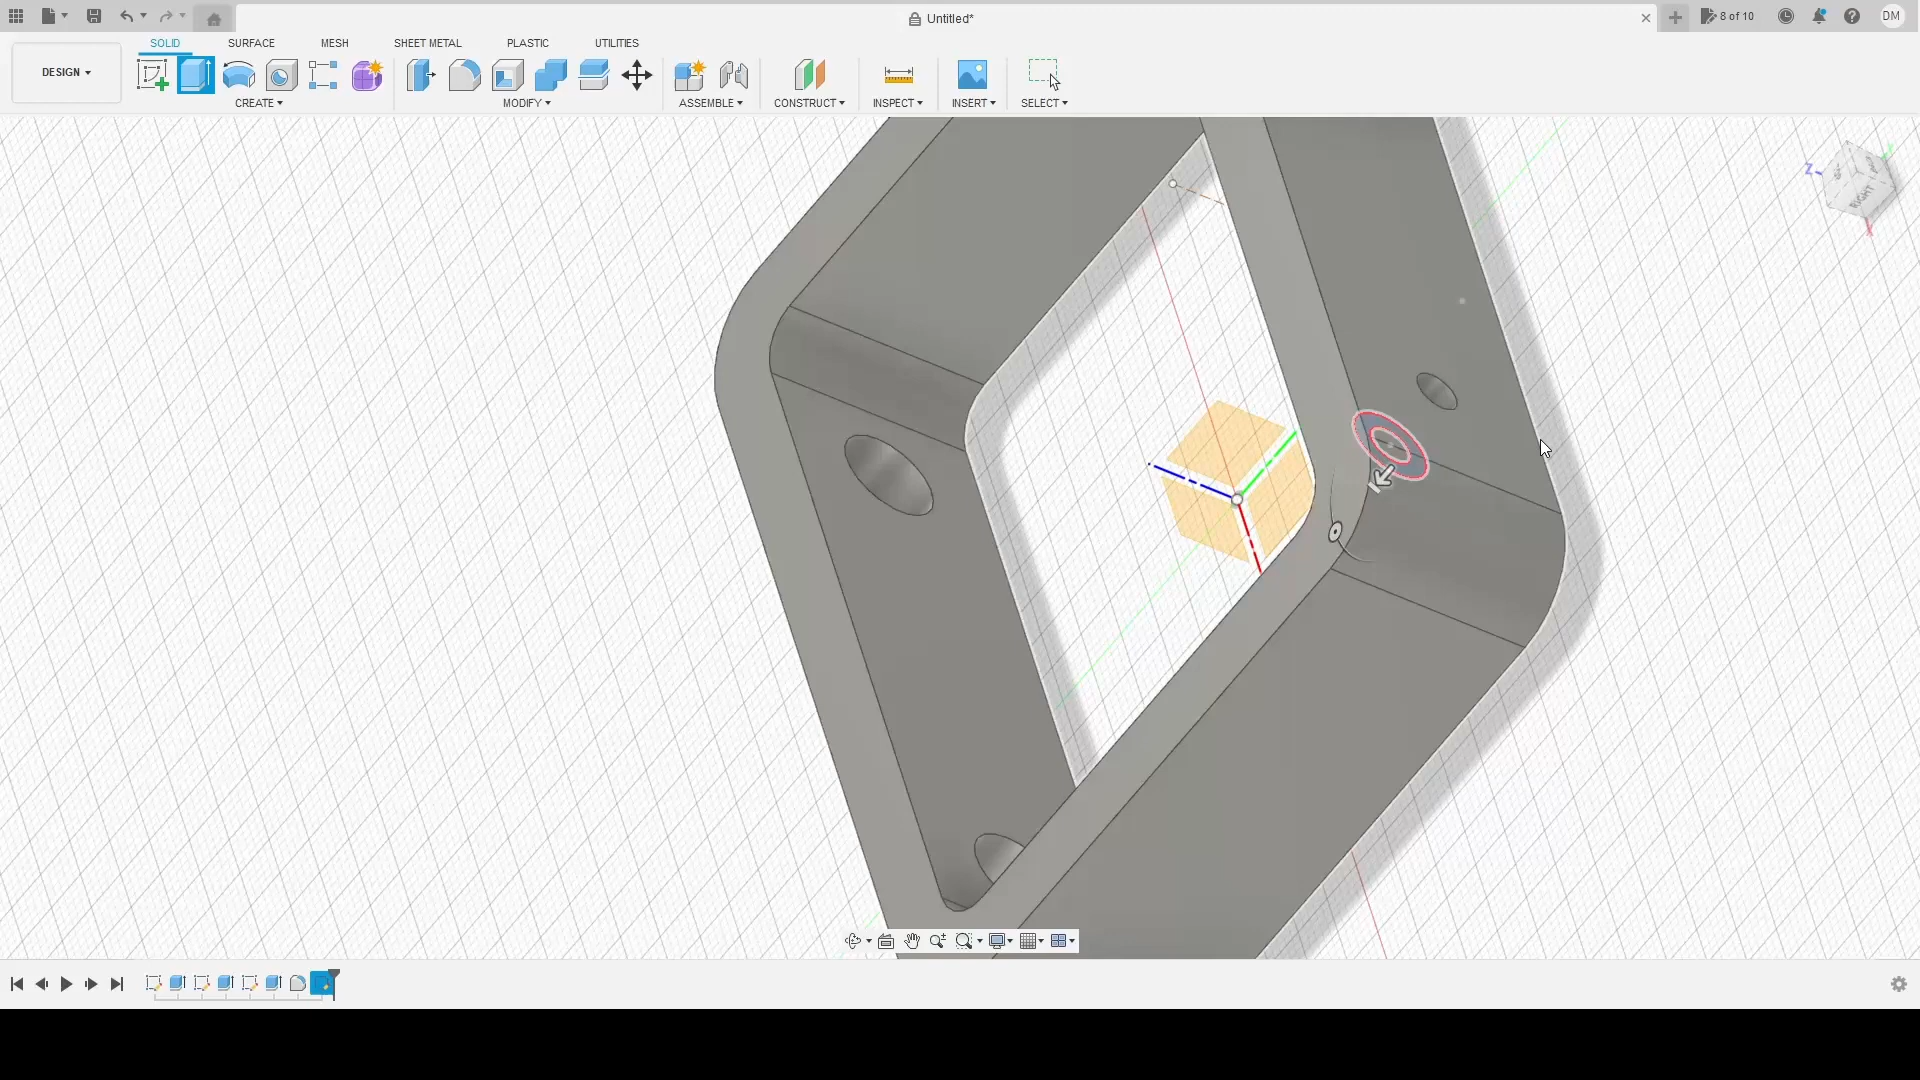 Untitled*
8 of 10
DM
DESIGN
SOLID
SURFACE
MESH
SHEET METAL
PLASTIC
UTILITIES
CREATE
MODIFY
ASSEMBLE
CONSTRUCT
INSPECT
INSERT
SELECT
Z
Y
X
RIGHT